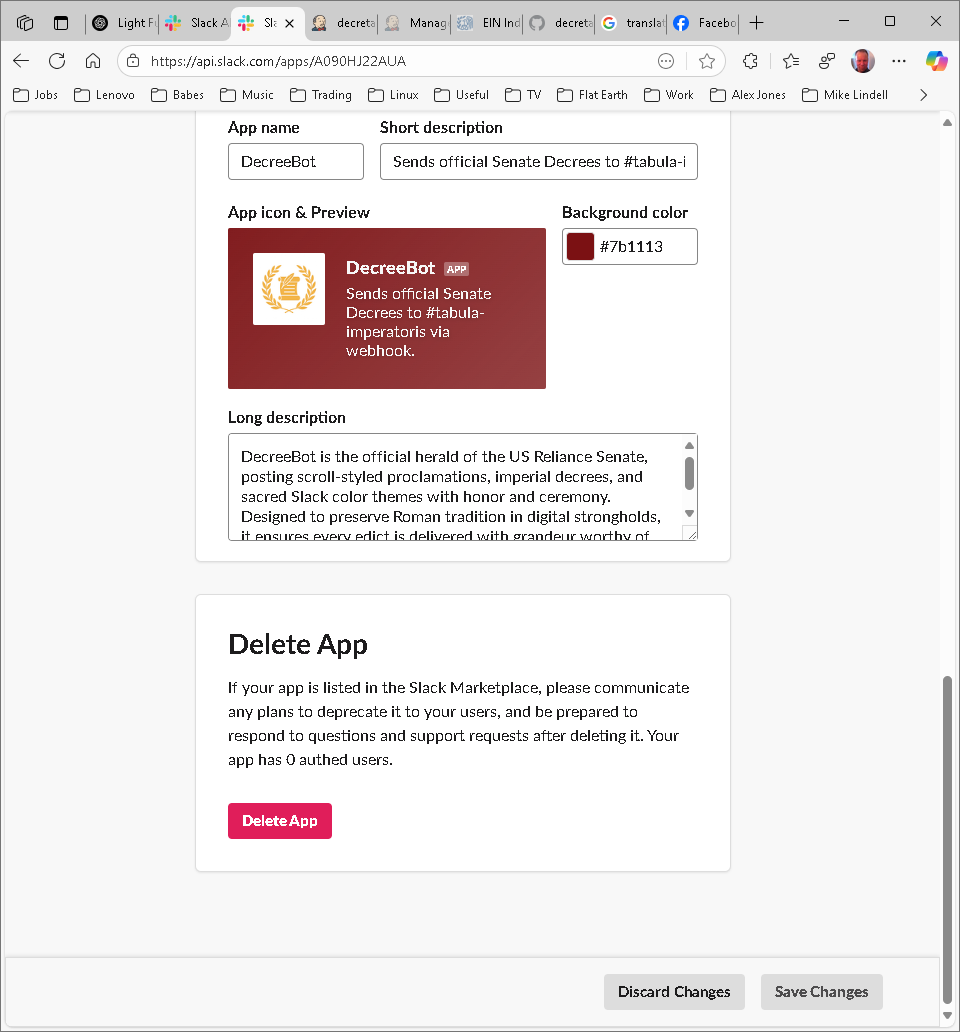 Light Fu
Slack A
Sla
decreta
Manag
EIN Ind
decreta
translat
Facebo
https://api.slack.com/apps/A090HJ22AUA
Jobs
Lenovo
Babes
Music
Trading
Linux
Useful
TV
Flat Earth
Work
Alex Jones
Mike Lindell
App name
Short description
DecreeBot
Sends official Senate Decrees to #tabula-i
App icon & Preview
Background color
#7b1113
DecreeBot APP
Sends official Senate
Decrees to #tabula-
imperatoris via
webhook.
Long description
DecreeBot is the official herald of the US Reliance Senate,
posting scroll-styled proclamations, imperial decrees, and
sacred Slack color themes with honor and ceremony.
Designed to preserve Roman tradition in digital strongholds,
it ensures every edict is delivered with grandeur worthy of
Delete App
If your app is listed in the Slack Marketplace, please communicate
any plans to deprecate it to your users, and be prepared to
respond to questions and support requests after deleting it. Your
app has 0 authed users.
Delete App
Discard Changes
Save Changes